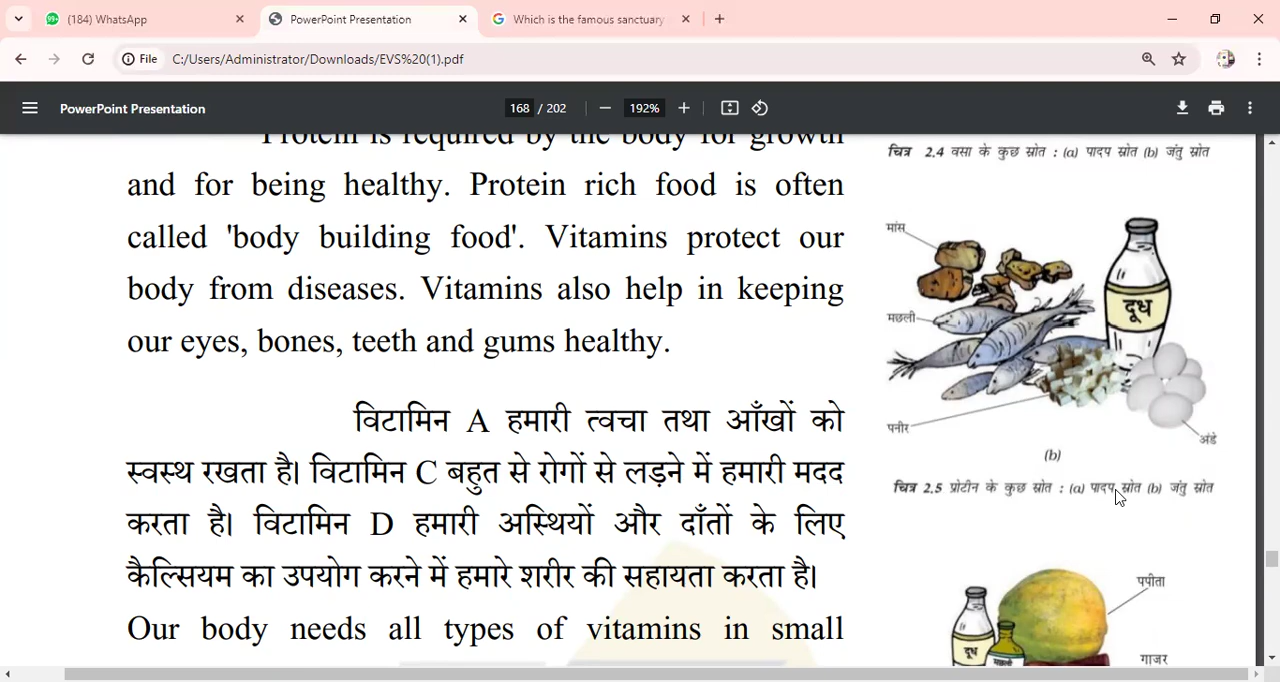 (184) WhatsApp
PowerPoint Presentation
Which is the famous sanctuary
File
C:/Users/Administrator/Downloads/EVS%20(1).pdf
PowerPoint Presentation
168 / 202
192%
Protein is required by the body for growth
and for being healthy. Protein rich food is often
called 'body building food'. Vitamins protect our
body from diseases. Vitamins also help in keeping
our eyes, bones, teeth and gums healthy.
विटामिन A हमारी त्वचा तथा आँखों को
स्वस्थ रखता है। विटामिन C बहुत से रोगों से लड़ने में हमारी मदद
करता है। विटामिन D हमारी अस्थियों और दाँतों के लिए
कैल्सियम का उपयोग करने में हमारे शरीर की सहायता करता है।
Our body needs all types of vitamins in small
चित्र 2.4 वसा के कुछ स्रोत : (a) पादप स्रोत (b) जंतु स्रोत
मांस
मछली
दूध
पनीर
अंडे
(b)
चित्र 2.5 प्रोटीन के कुछ स्रोत : (a) पादप स्रोत (b) जंतु स्रोत
पपीता
दूध
मछली
गाजर